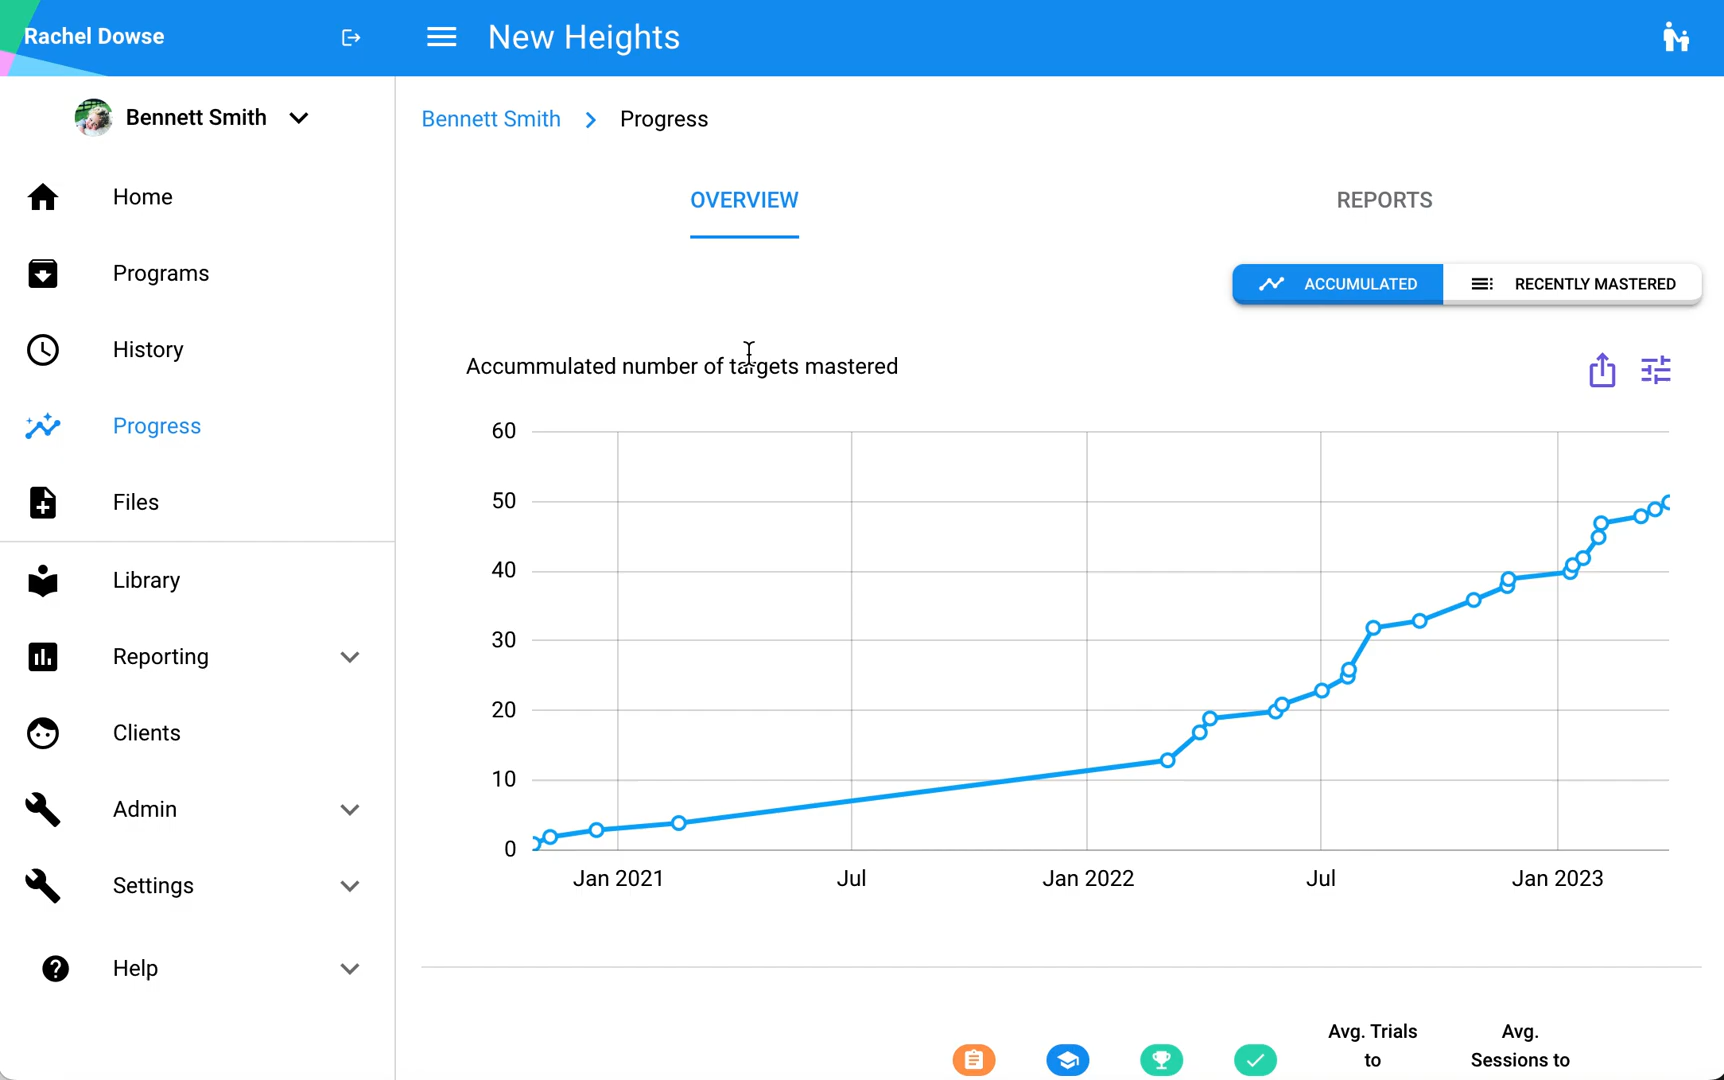 Rachel Dowse
New Heights
Bennett Smith
Home
Programs
History
Progress
Files
Library
Reporting
Clients
Admin
Settings
Help
Bennett Smith
Progress
OVERVIEW
REPORTS
ACCUMULATED
RECENTLY MASTERED
Accummulated number of targets mastered
60
50
40
30
20
10
0
Jan 2021
Jul
Jan 2022
Jul
Jan 2023
Avg. Trials
to
Avg.
Sessions to